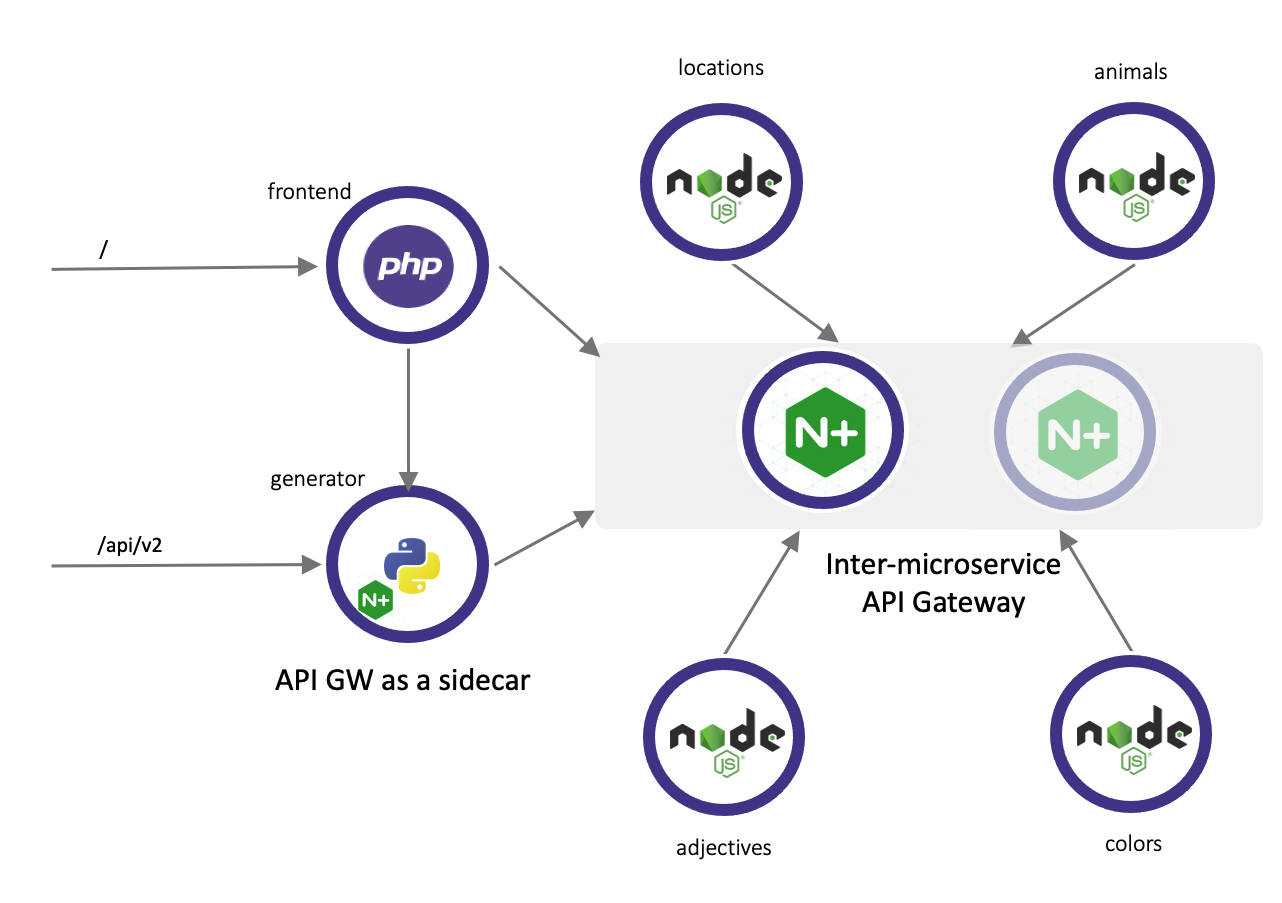 locations
animals
node
JS
node
JS
frontend
/
php
N+
N+
generator
/api/v2
N+
Inter-microservice
API Gateway
API GW as a sidecar
node
JS
node
JS
adjectives
colors